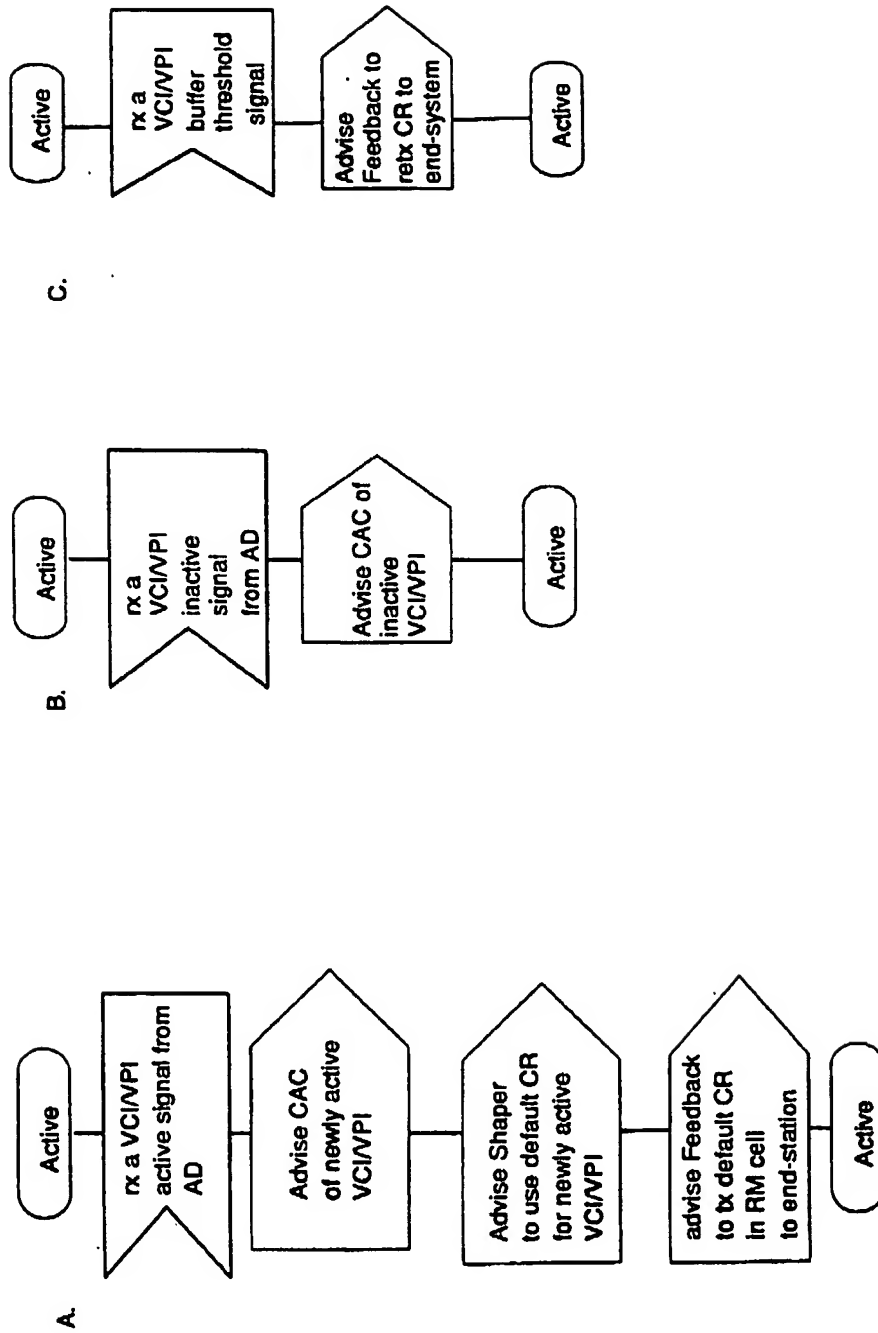 A.
Active
rx a VCI/VPI
active signal from
AD
Advise CAC
of newly active
VCI/VPI
Advise Shaper
to use default CR
for newly active
VCI/VPI
advise Feedback
to tx default CR
in RM cell
to end-station
Active
B.
Active
rx a
VCI/VPI
inactive
signal
from AD
Advise CAC of
inactive
VCI/VPI
Active
C.
Active
rx a
VCI/VPI
buffer
threshold
signal
Advise
Feedback to
retx CR to
end-system
Active